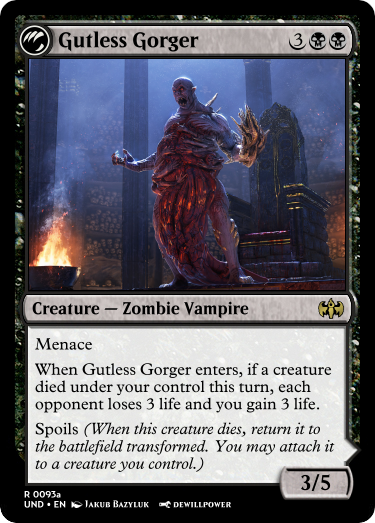 Gutless Gorger 3
Creature — Zombie Vampire
Menace
When Gutless Gorger enters, if a creature
died under your control this turn, each
opponent loses 3 life and you gain 3 life.
Spoils (When this creature dies, return it to
the battlefield transformed. You may attach it
to a creature you control.)
3/5
R 0093a
UND • EN Jakub Bazyluk DEWILLPOWER